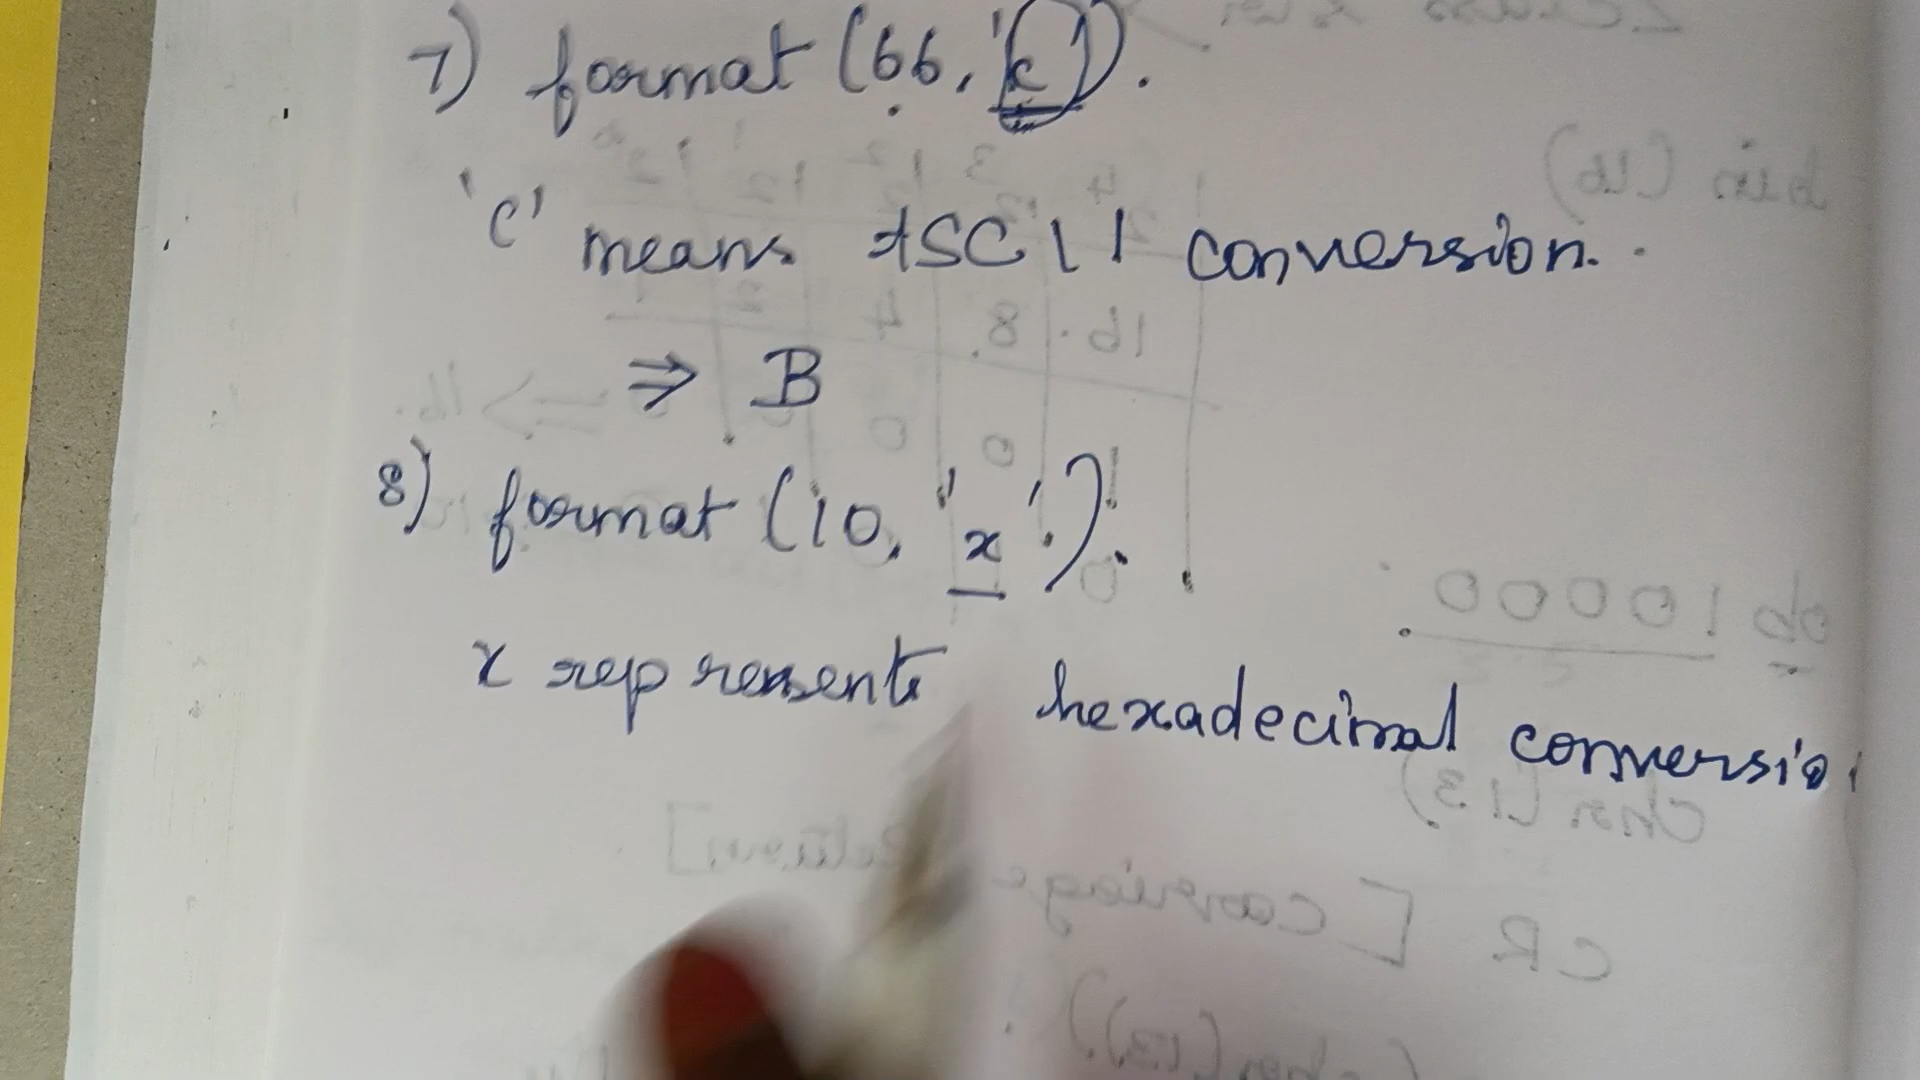 7) format (66, 'c').
'c' means ASCII conversion.
⇒ B
8) format (10, 'x').
x represents hexadecimal conversio